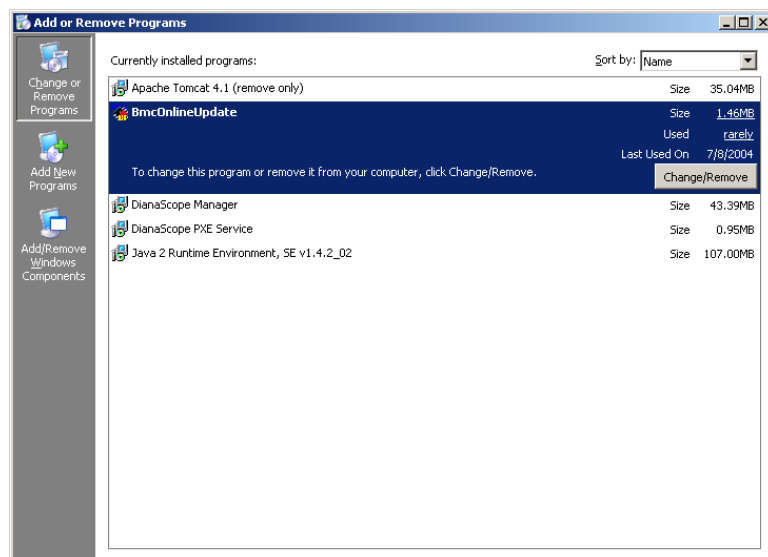 Add or Remove Programs
Change or
Remove
Programs
Add New
Programs
Add/Remove
Windows
Components
Currently installed programs:
Sort by: Name
Apache Tomcat 4.1 (remove only) Size 35.04MB
BmcOnlineUpdate Size 1.46MB
Used rarely
Last Used On 7/8/2004
To change this program or remove it from your computer, click Change/Remove. Change/Remove
DianaScope Manager Size 43.39MB
DianaScope PXE Service Size 0.95MB
Java 2 Runtime Environment, SE v1.4.2_02 Size 107.00MB